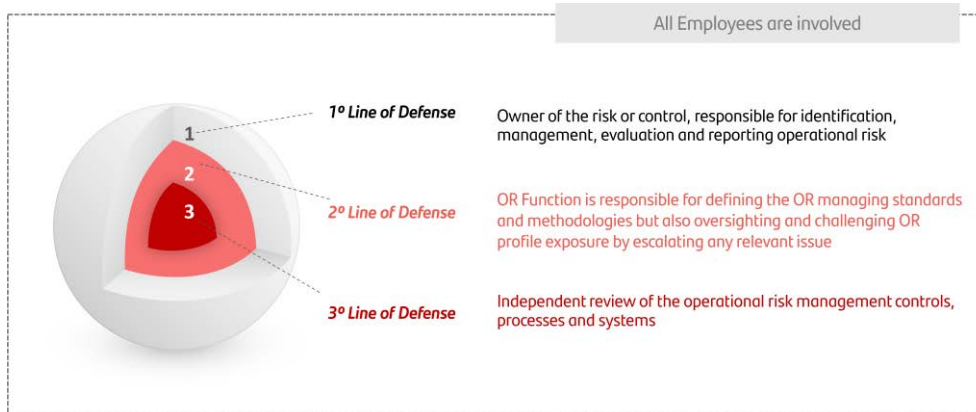 All Employees are involved
1
1º Line of Defense
Owner of the risk or control, responsible for identification,
management, evaluation and reporting operational risk
2
2º Line of Defense
OR Function is responsible for defining the OR managing standards
and methodologies but also oversighting and challenging OR
profile exposure by escalating any relevant issue
3
3º Line of Defense
Independent review of the operational risk management controls,
processes and systems